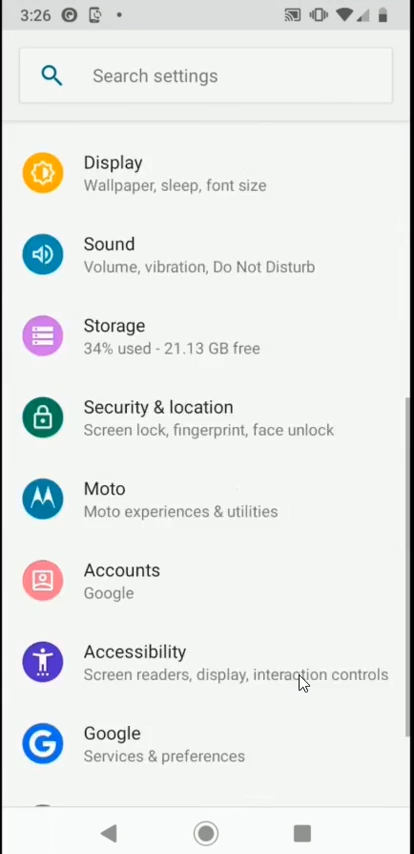 3:26
Search settings
Display
Wallpaper, sleep, font size
Sound
Volume, vibration, Do Not Disturb
Storage
34% used - 21.13 GB free
Security & location
Screen lock, fingerprint, face unlock
Moto
Moto experiences & utilities
Accounts
Google
Accessibility
Screen readers, display, interaction controls
Google
Services & preferences